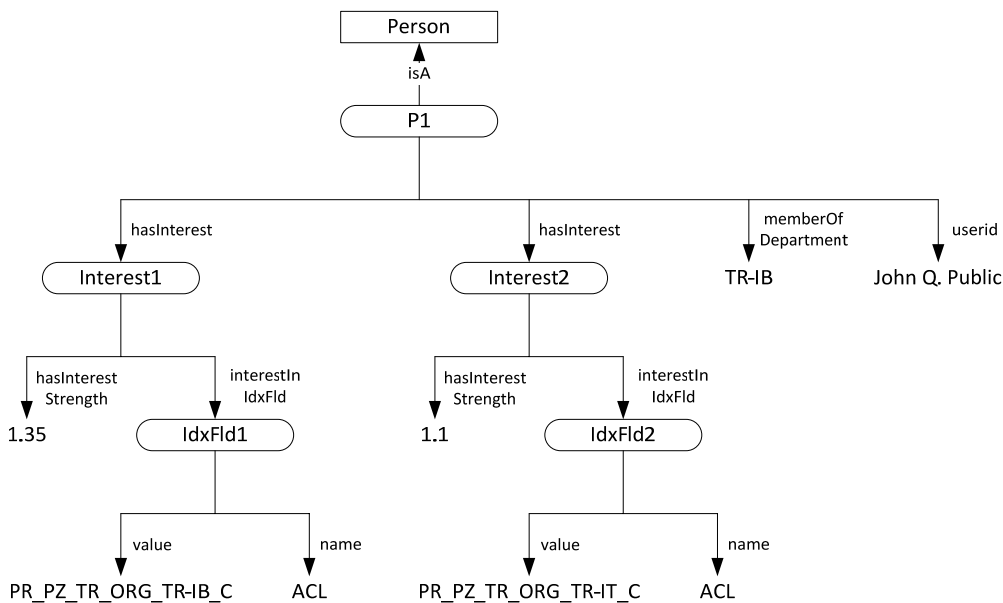 Person
isA
P1
hasInterest
hasInterest
memberOf
Department
userid
Interest1
Interest2
TR-IB
John Q. Public
hasInterest
Strength
interestIn
IdxFld
hasInterest
Strength
interestIn
IdxFld
1.35
IdxFld1
1.1
IdxFld2
value
name
value
name
PR_PZ_TR_ORG_TR-IB_C
ACL
PR_PZ_TR_ORG_TR-IT_C
ACL